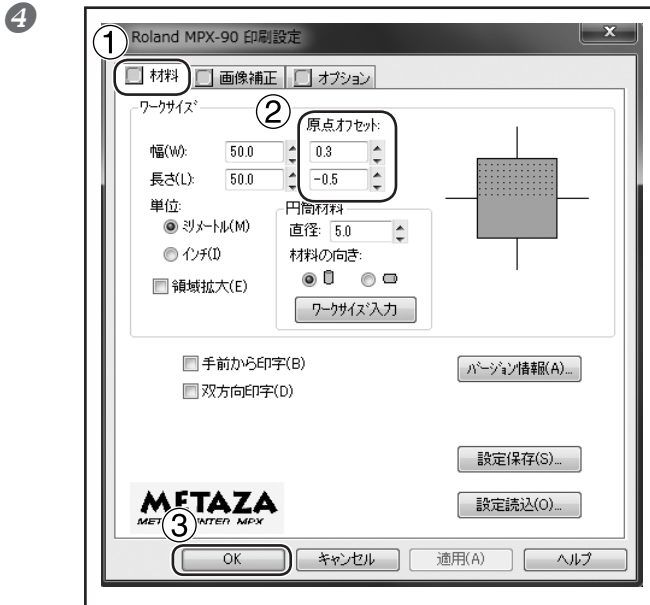 4
Roland MPX-90 印刷設定
1
材料 画像補正 オプション
ワークサイズ
2
原点オフセット:
幅(W): 50.0 0.3
長さ(L): 50.0 -0.5
単位:
ミリメートル(M)
インチ(I)
領域拡大(E)
円筒材料
直径: 5.0
材料の向き:
ワークサイズ入力
手前から印字(B)
双方向印字(D)
バージョン情報(A)...
設定保存(S)...
設定読込(O)...
METAZA
3
OK キャンセル 適用(A) ヘルプ